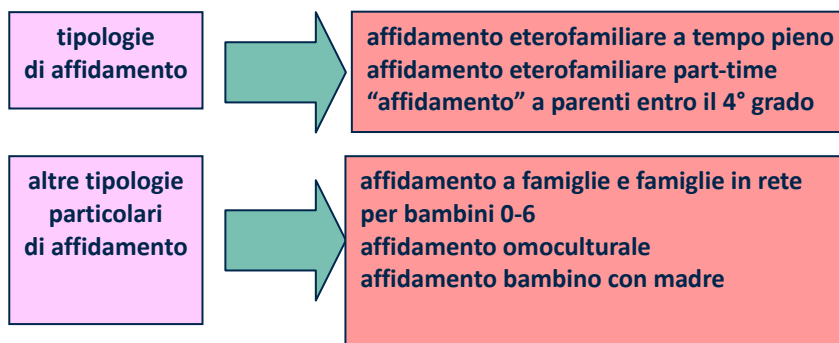 tipologie
di affidamento
affidamento eterofamiliare a tempo pieno
affidamento eterofamiliare part-time
“affidamento” a parenti entro il 4° grado
altre tipologie
particolari
di affidamento
affidamento a famiglie e famiglie in rete
per bambini 0-6
affidamento omoculturale
affidamento bambino con madre